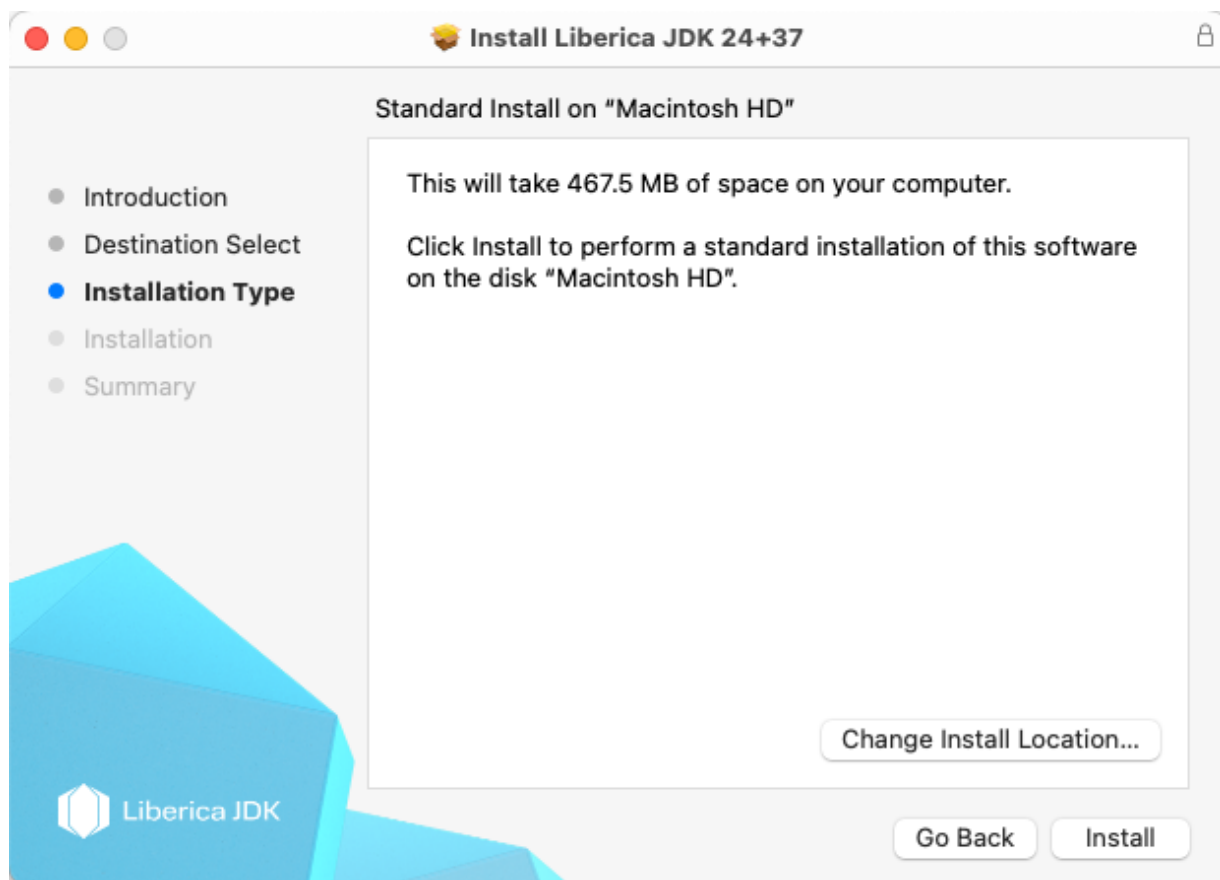 Install Liberica JDK 24+37
Standard Install on “Macintosh HD”
Introduction
Destination Select
Installation Type
Installation
Summary
This will take 467.5 MB of space on your computer.
Click Install to perform a standard installation of this software
on the disk “Macintosh HD”.
Change Install Location...
Liberica JDK
Go Back
Install